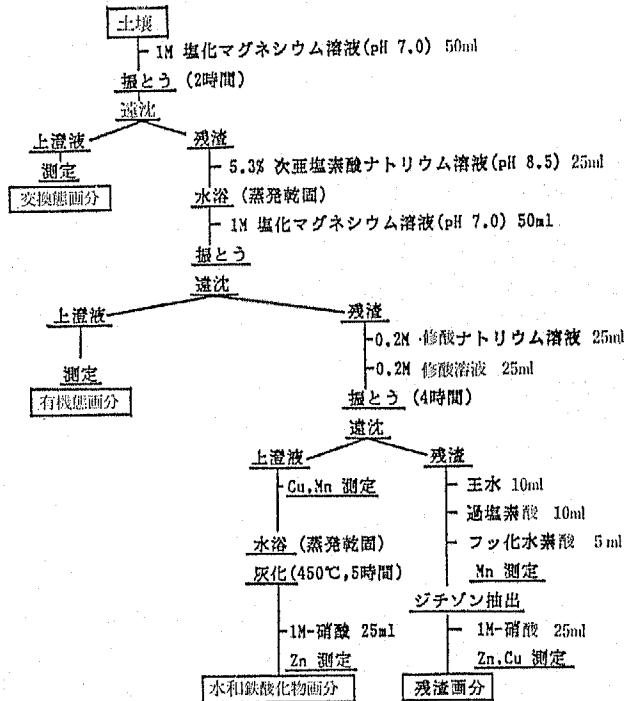 土壌
1M 塩化マグネシウム溶液(pH 7.0) 50ml
振とう (2時間)
遠沈
上澄液 残渣
測定
変換態画分
5.3% 次亜塩素酸ナトリウム溶液(pH 8.5) 25ml
水浴 (蒸発乾固)
1M 塩化マグネシウム溶液(pH 7.0) 50ml
振とう
遠沈
上澄液 残渣
測定
有機態画分
0.2M 修酸ナトリウム溶液 25ml
0.2M 修酸溶液 25ml
振とう (4時間)
遠沈
上澄液 残渣
Cu,Mn 測定
水浴 (蒸発乾固)
灰化(450℃,5時間)
1M-硝酸 25ml
Zn 測定
水和鉄酸化物画分
王水 10ml
過塩素酸 10ml
フッ化水素酸 5ml
Mn 測定
ジチゾン抽出
1M-硝酸 25ml
Zn,Cu 測定
残渣画分